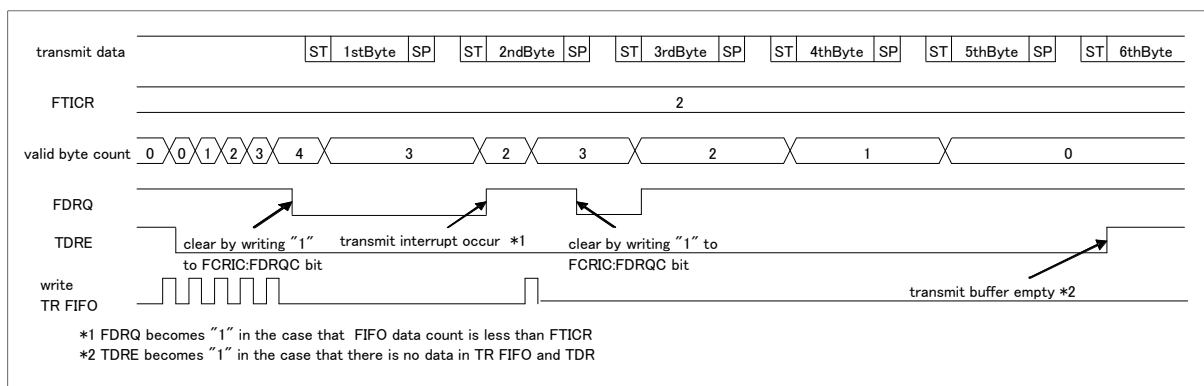 transmit data ST 1stByte SP ST 2ndByte SP ST 3rdByte SP ST 4thByte SP ST 5thByte SP ST 6thByte
FTICR 2
valid byte count 0 0 1 2 3 4 3 2 3 2 1 0
FDRQ
TDRE
clear by writing "1"
to FCRIC:FDRQC bit
transmit interrupt occur *1
clear by writing "1" to
FCRIC:FDRQC bit
write
TR FIFO
transmit buffer empty *2
*1 FDRQ becomes "1" in the case that FIFO data count is less than FTICR
*2 TDRE becomes "1" in the case that there is no data in TR FIFO and TDR